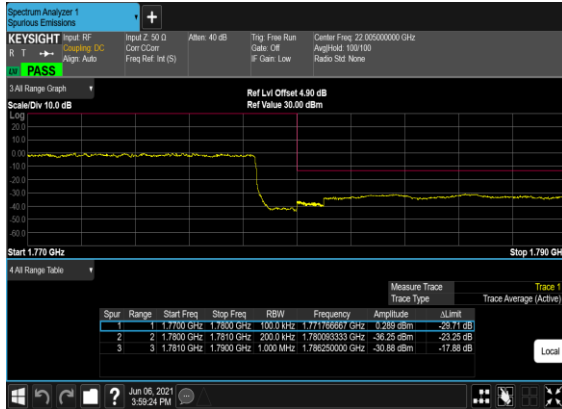 Spectrum Analyzer 1
Spurious Emissions
+
KEYSIGHT Input: RF Input Z: 50 Ω Atten: 40 dB Trig: Free Run Center Freq: 22.005000000 GHz
R T Coupling: DC Corr CCorr Gate: Off Avg|Hold: 100/100
Align: Auto Freq Ref: Int (S) IF Gain: Low Radio Std: None
PASS
3 All Range Graph
Ref Lvl Offset 4.90 dB
Scale/Div 10.0 dB Ref Value 30.00 dBm
Log
20.0
10.0
0.00
-10.0
-20.0
-30.0
-40.0
-50.0
-60.0
Start 1.770 GHz Stop 1.790 GH
4 All Range Table
Measure Trace Trace 1
Trace Type Trace Average (Active)
Spur Range Start Freq Stop Freq RBW Frequency Amplitude ΔLimit
1 1 1.7700 GHz 1.7800 GHz 100.0 kHz 1.771766667 GHz 0.289 dBm -29.71 dB
2 2 1.7800 GHz 1.7810 GHz 200.0 kHz 1.780093333 GHz -36.25 dBm -23.25 dB
3 3 1.7810 GHz 1.7900 GHz 1.000 MHz 1.786250000 GHz -30.88 dBm -17.88 dB
Local
? Jun 06, 2021
3:59:24 PM